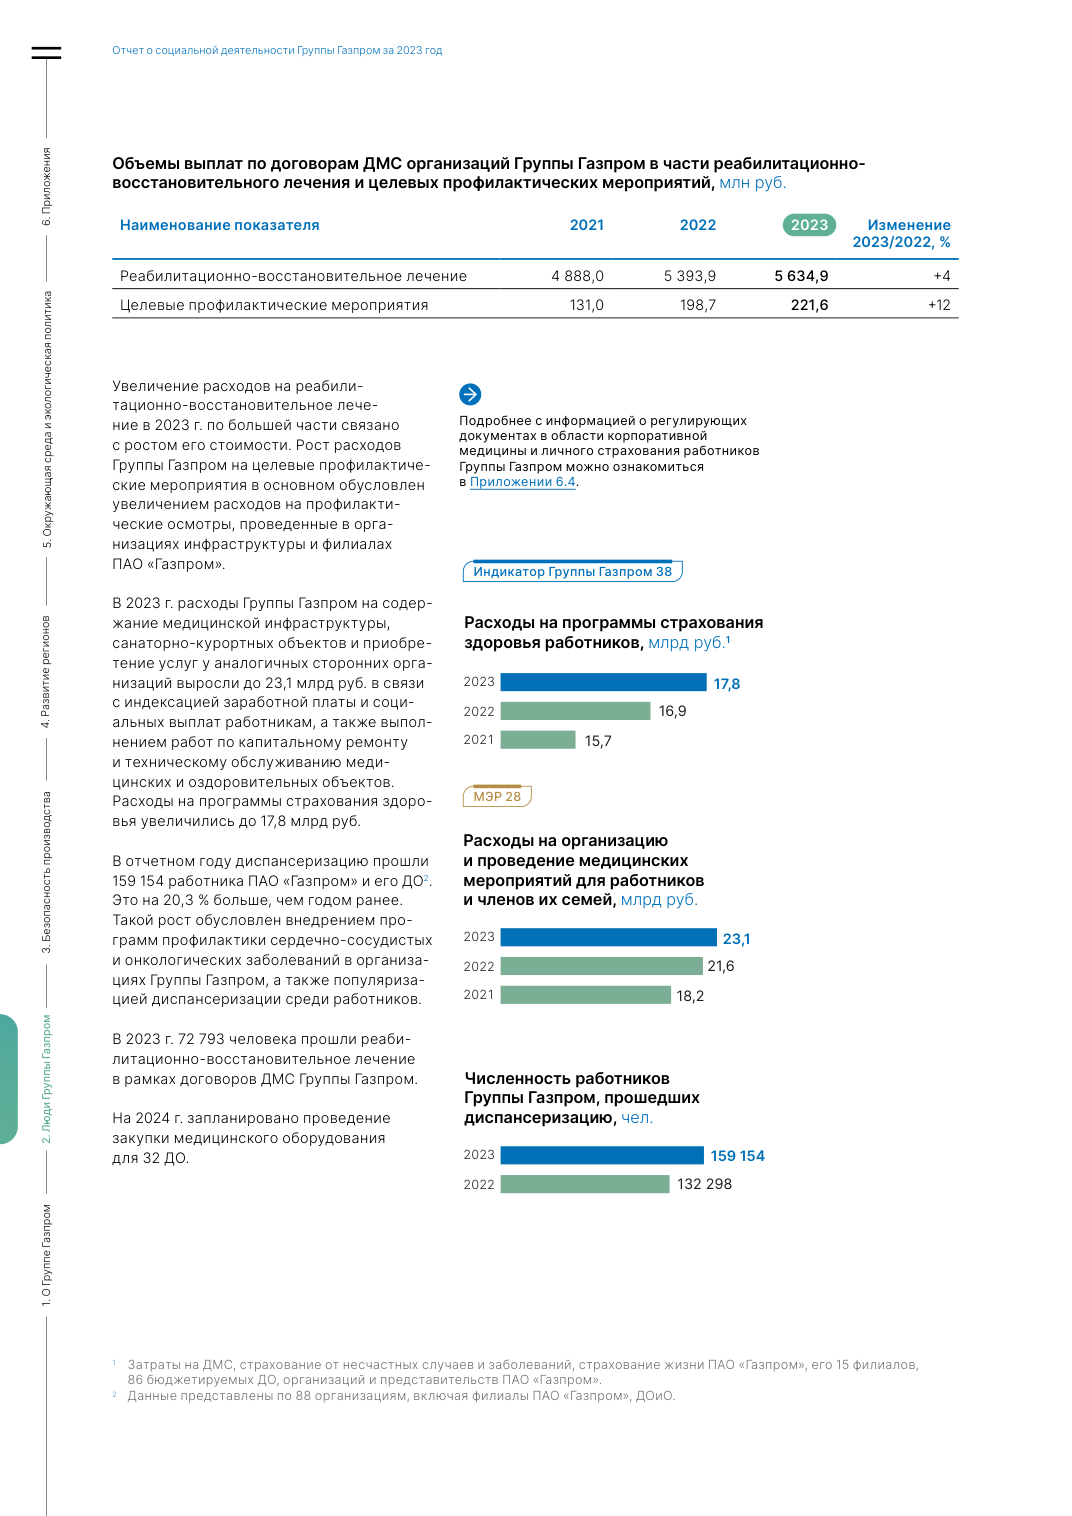 Отчет о социальной деятельности Группы Газпром за 2023 год
6. Приложения
5. Окружающая среда и экологическая политика
4. Развитие регионов
3. Безопасность производства
2. Люди Группы Газпром
1. О Группе Газпром
Объемы выплат по договорам ДМС организаций Группы Газпром в части реабилитационно-
восстановительного лечения и целевых профилактических мероприятий, млн руб.
Наименование показателя 2021 2022 2023 Изменение
2023/2022, %
Реабилитационно-восстановительное лечение 4 888,0 5 393,9 5 634,9 +4
Целевые профилактические мероприятия 131,0 198,7 221,6 +12
Увеличение расходов на реабили-
тационно-восстановительное лече-
ние в 2023 г. по большей части связано
с ростом его стоимости. Рост расходов
Группы Газпром на целевые профилактиче-
ские мероприятия в основном обусловлен
увеличением расходов на профилакти-
ческие осмотры, проведенные в орга-
низациях инфраструктуры и филиалах
ПАО «Газпром».
В 2023 г. расходы Группы Газпром на содер-
жание медицинской инфраструктуры,
санаторно-курортных объектов и приобре-
тение услуг у аналогичных сторонних орга-
низаций выросли до 23,1 млрд руб. в связи
с индексацией заработной платы и соци-
альных выплат работникам, а также выпол-
нением работ по капитальному ремонту
и техническому обслуживанию меди-
цинских и оздоровительных объектов.
Расходы на программы страхования здоро-
вья увеличились до 17,8 млрд руб.
В отчетном году диспансеризацию прошли
159 154 работника ПАО «Газпром» и его ДО².
Это на 20,3 % больше, чем годом ранее.
Такой рост обусловлен внедрением про-
грамм профилактики сердечно-сосудистых
и онкологических заболеваний в организа-
циях Группы Газпром, а также популяриза-
цией диспансеризации среди работников.
В 2023 г. 72 793 человека прошли реаби-
литационно-восстановительное лечение
в рамках договоров ДМС Группы Газпром.
На 2024 г. запланировано проведение
закупки медицинского оборудования
для 32 ДО.
Подробнее с информацией о регулирующих
документах в области корпоративной
медицины и личного страхования работников
Группы Газпром можно ознакомиться
в Приложении 6.4.
Индикатор Группы Газпром 38
Расходы на программы страхования
здоровья работников, млрд руб.¹
2023 17,8
2022 16,9
2021 15,7
МЭР 28
Расходы на организацию
и проведение медицинских
мероприятий для работников
и членов их семей, млрд руб.
2023 23,1
2022 21,6
2021 18,2
Численность работников
Группы Газпром, прошедших
диспансеризацию, чел.
2023 159 154
2022 132 298
¹ Затраты на ДМС, страхование от несчастных случаев и заболеваний, страхование жизни ПАО «Газпром», его 15 филиалов,
86 бюджетируемых ДО, организаций и представительств ПАО «Газпром».
² Данные представлены по 88 организациям, включая филиалы ПАО «Газпром», ДОиО.